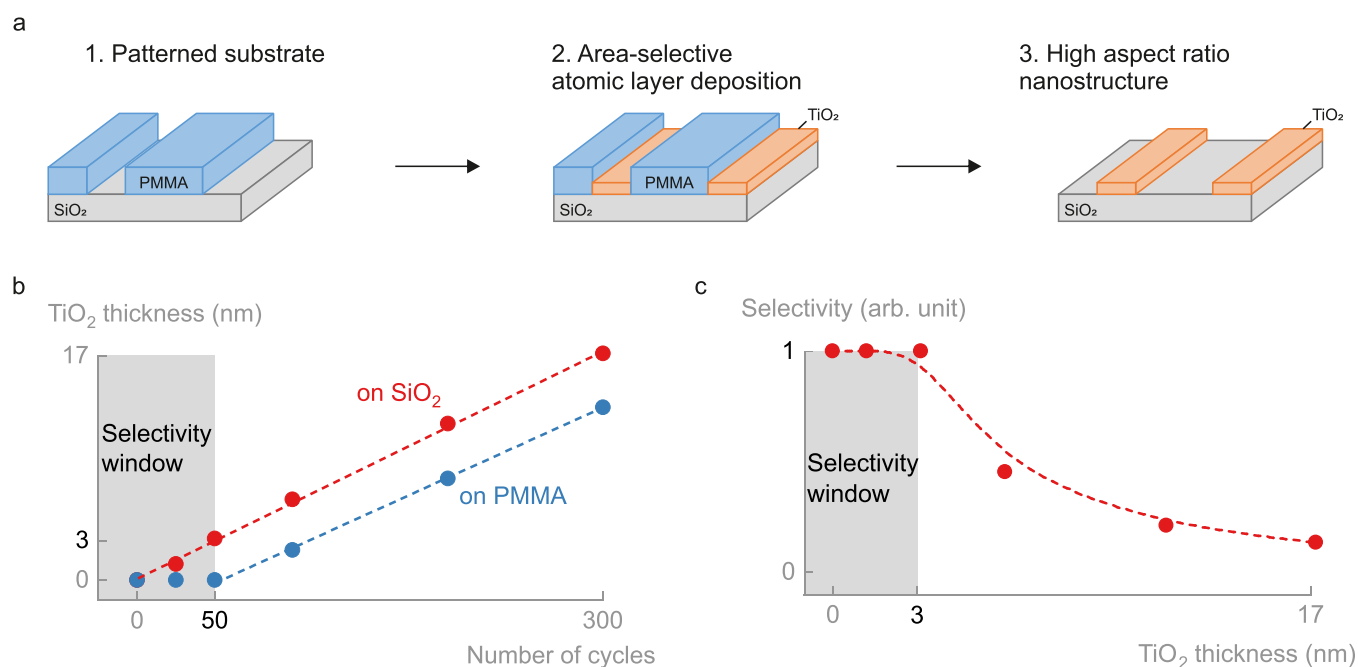 a
1. Patterned substrate
2. Area-selective
atomic layer deposition
3. High aspect ratio
nanostructure
PMMA
SiO₂
TiO₂
PMMA
SiO₂
TiO₂
SiO₂
b
TiO₂ thickness (nm)
17
3
0
Selectivity
window
on SiO₂
on PMMA
0
50
300
Number of cycles
c
Selectivity (arb. unit)
1
0
Selectivity
window
0
3
17
TiO₂ thickness (nm)